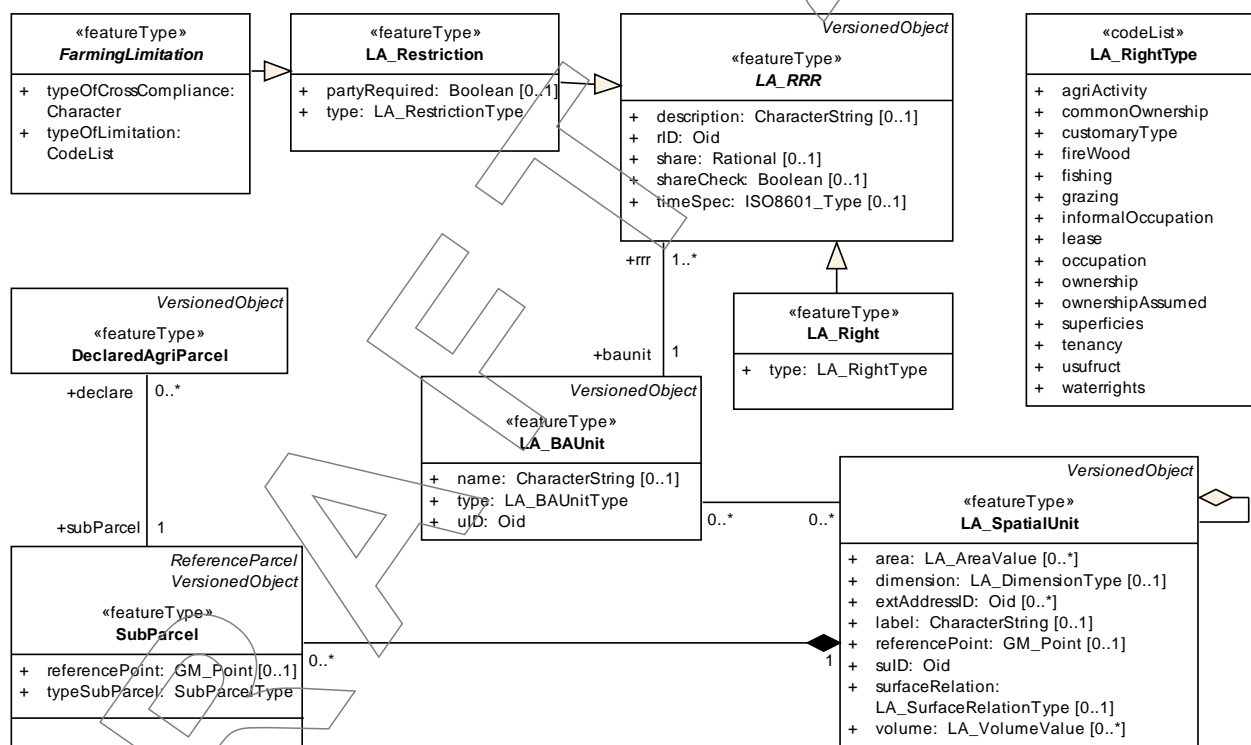 «featureType»
FarmingLimitation
+ typeOfCrossCompliance:
Character
+ typeOfLimitation:
CodeList
«featureType»
LA_Restriction
+ partyRequired: Boolean [0..1]
+ type: LA_RestrictionType
VersionedObject
«featureType»
LA_RRR
+ description: CharacterString [0..1]
+ rID: Oid
+ share: Rational [0..1]
+ shareCheck: Boolean [0..1]
+ timeSpec: ISO8601_Type [0..1]
«codeList»
LA_RightType
+ agriActivity
+ commonOwnership
+ customaryType
+ fireWood
+ fishing
+ grazing
+ informalOccupation
+ lease
+ occupation
+ ownership
+ ownershipAssumed
+ superficies
+ tenancy
+ usufruct
+ waterrights
+rrr 1..*
+baunit 1
«featureType»
LA_Right
+ type: LA_RightType
VersionedObject
«featureType»
DeclaredAgriParcel
+declare 0..*
+subParcel 1
VersionedObject
«featureType»
LA_BAUnit
+ name: CharacterString [0..1]
+ type: LA_BAUnitType
+ uID: Oid
0..* 0..*
VersionedObject
«featureType»
LA_SpatialUnit
+ area: LA_AreaValue [0..*]
+ dimension: LA_DimensionType [0..1]
+ extAddressID: Oid [0..*]
+ label: CharacterString [0..1]
+ referencePoint: GM_Point [0..1]
+ suID: Oid
+ surfaceRelation:
LA_SurfaceRelationType [0..1]
+ volume: LA_VolumeValue [0..*]
ReferenceParcel
VersionedObject
«featureType»
SubParcel
+ referencePoint: GM_Point [0..1]
+ typeSubParcel: SubParcelType
0..* 1